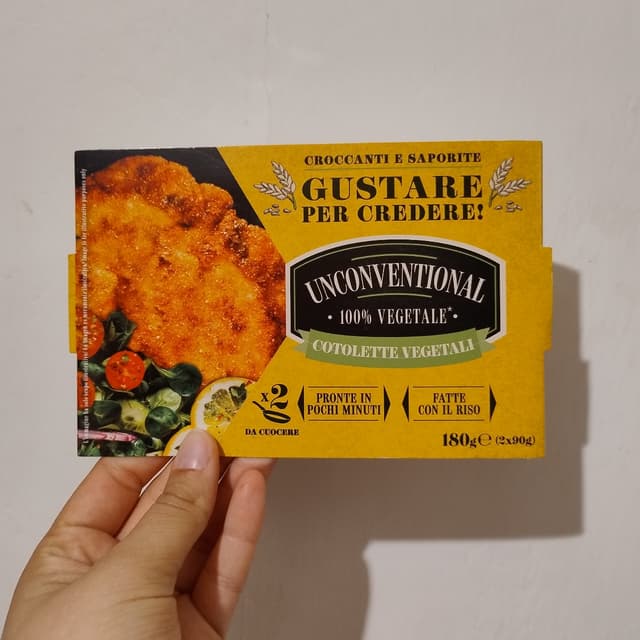 CROCCANTI E SAPORITE
GUSTARE
PER CREDERE!
UNCONVENTIONAL
• 100% VEGETALE*•
COTOLETTE VEGETALI
x2
DA CUOCERE
PRONTE IN
POCHI MINUTI
FATTE
CON IL RISO
180g℮ (2x90g)